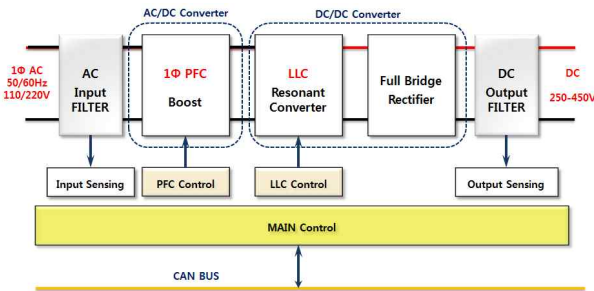 AC/DC Converter
DC/DC Converter
1Φ AC
50/60Hz
110/220V
AC
Input
FILTER
1Φ PFC
Boost
LLC
Resonant
Converter
Full Bridge
Rectifier
DC
Output
FILTER
DC
250-450V
Input Sensing
PFC Control
LLC Control
Output Sensing
MAIN Control
CAN BUS